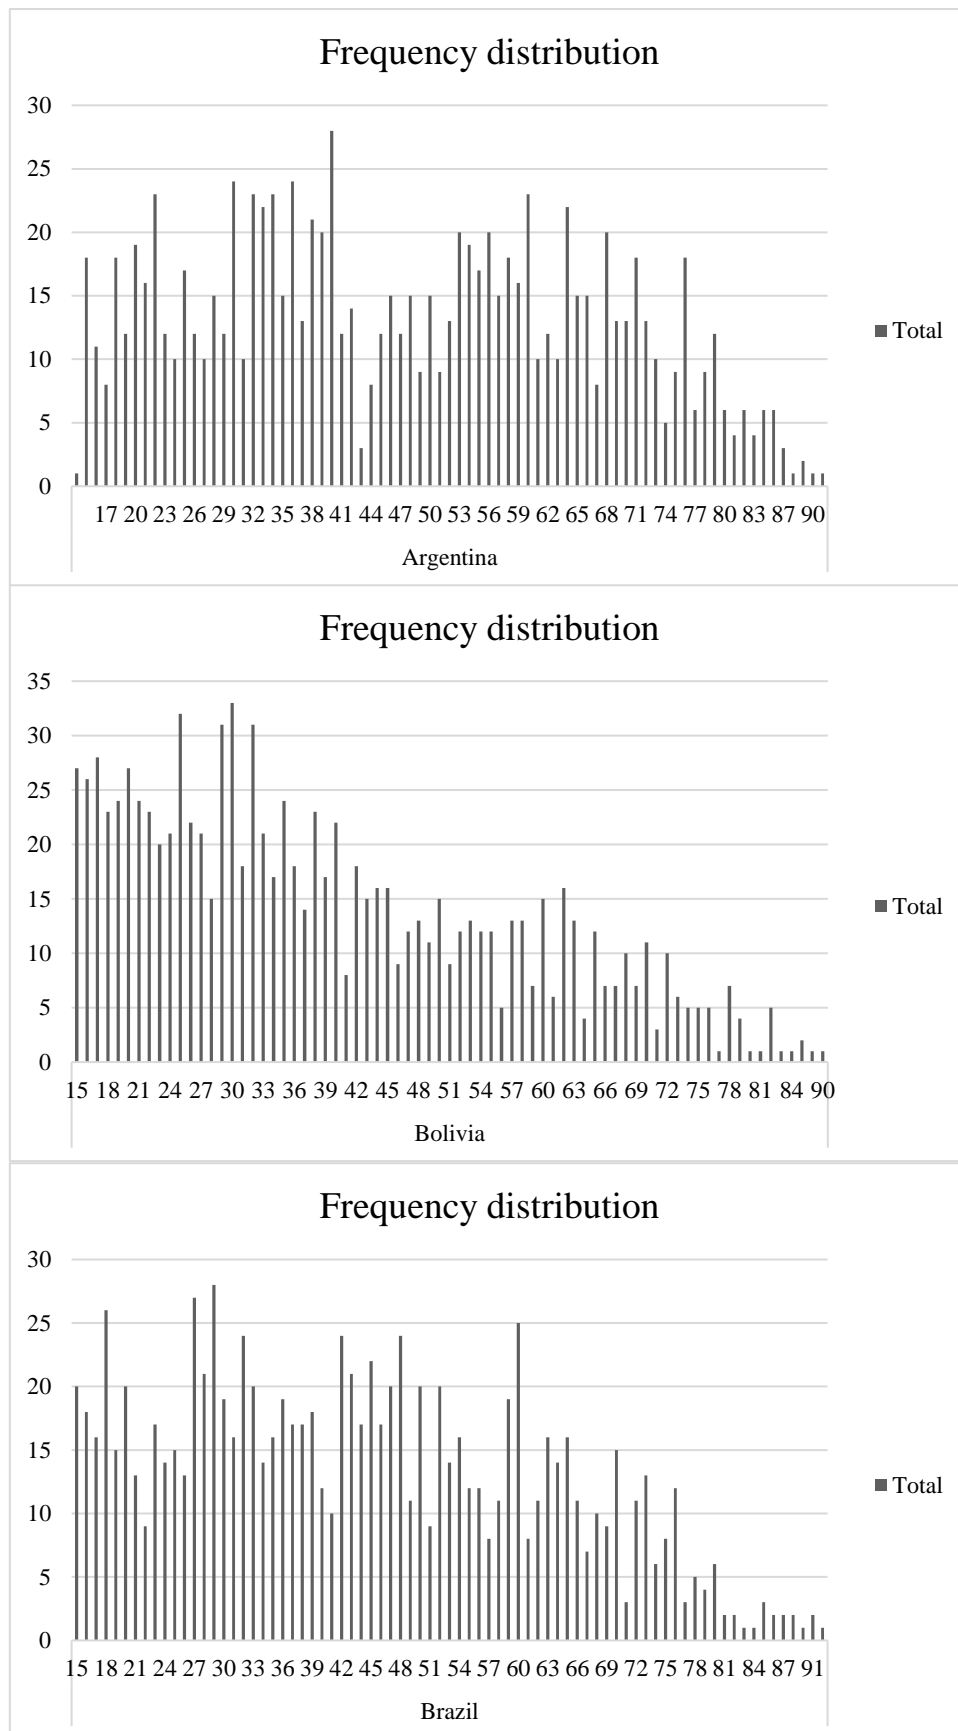 Frequency distribution
30
25
20
15
10
5
0
Total
17 20 23 26 29 32 35 38 41 44 47 50 53 56 59 62 65 68 71 74 77 80 83 87 90
Argentina
Frequency distribution
35
30
25
20
15
10
5
0
Total
15 18 21 24 27 30 33 36 39 42 45 48 51 54 57 60 63 66 69 72 75 78 81 84 90
Bolivia
Frequency distribution
30
25
20
15
10
5
0
Total
15 18 21 24 27 30 33 36 39 42 45 48 51 54 57 60 63 66 69 72 75 78 81 84 87 91
Brazil